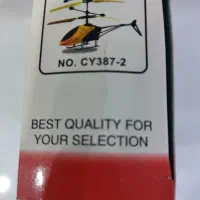 NO. CY387-2
BEST QUALITY FOR
YOUR SELECTION